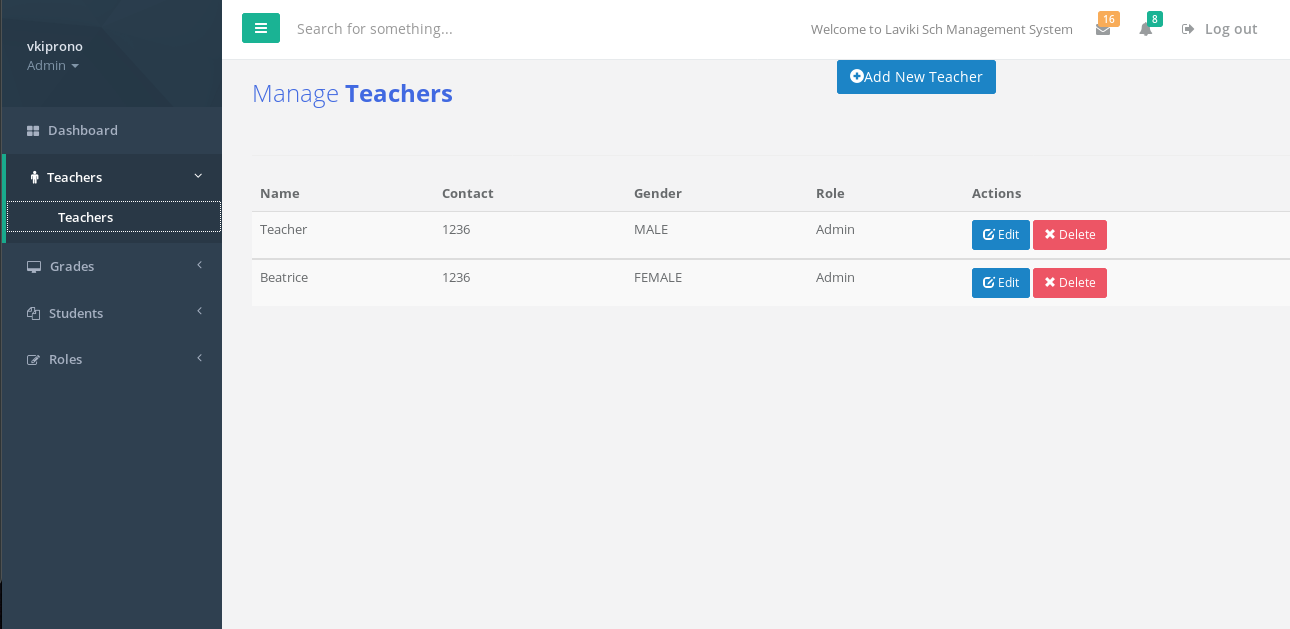 vkiprono
Admin
Dashboard
Teachers
Teachers
Grades
Students
Roles
Search for something...
Welcome to Laviki Sch Management System
16
8
Log out
Add New Teacher
Manage Teachers
Name Contact Gender Role Actions
Teacher 1236 MALE Admin Edit Delete
Beatrice 1236 FEMALE Admin Edit Delete